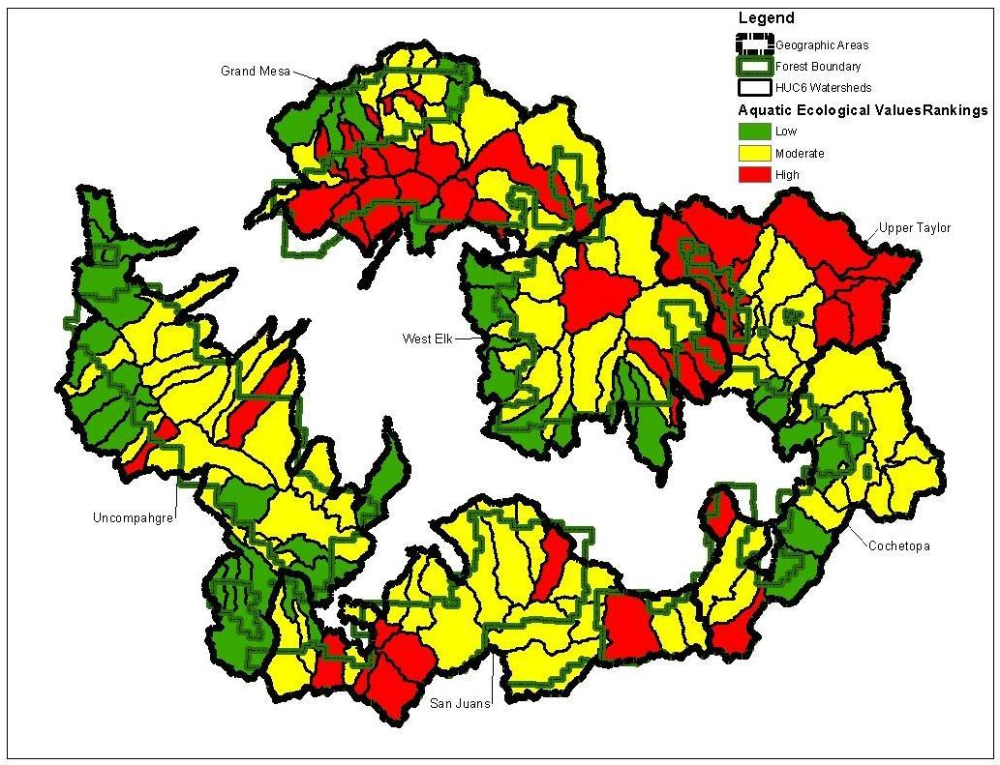 Legend
Geographic Areas
Forest Boundary
HUC6 Watersheds
Aquatic Ecological ValuesRankings
Low
Moderate
High
Grand Mesa
Upper Taylor
West Elk
Uncompahgre
Cochetopa
San Juans